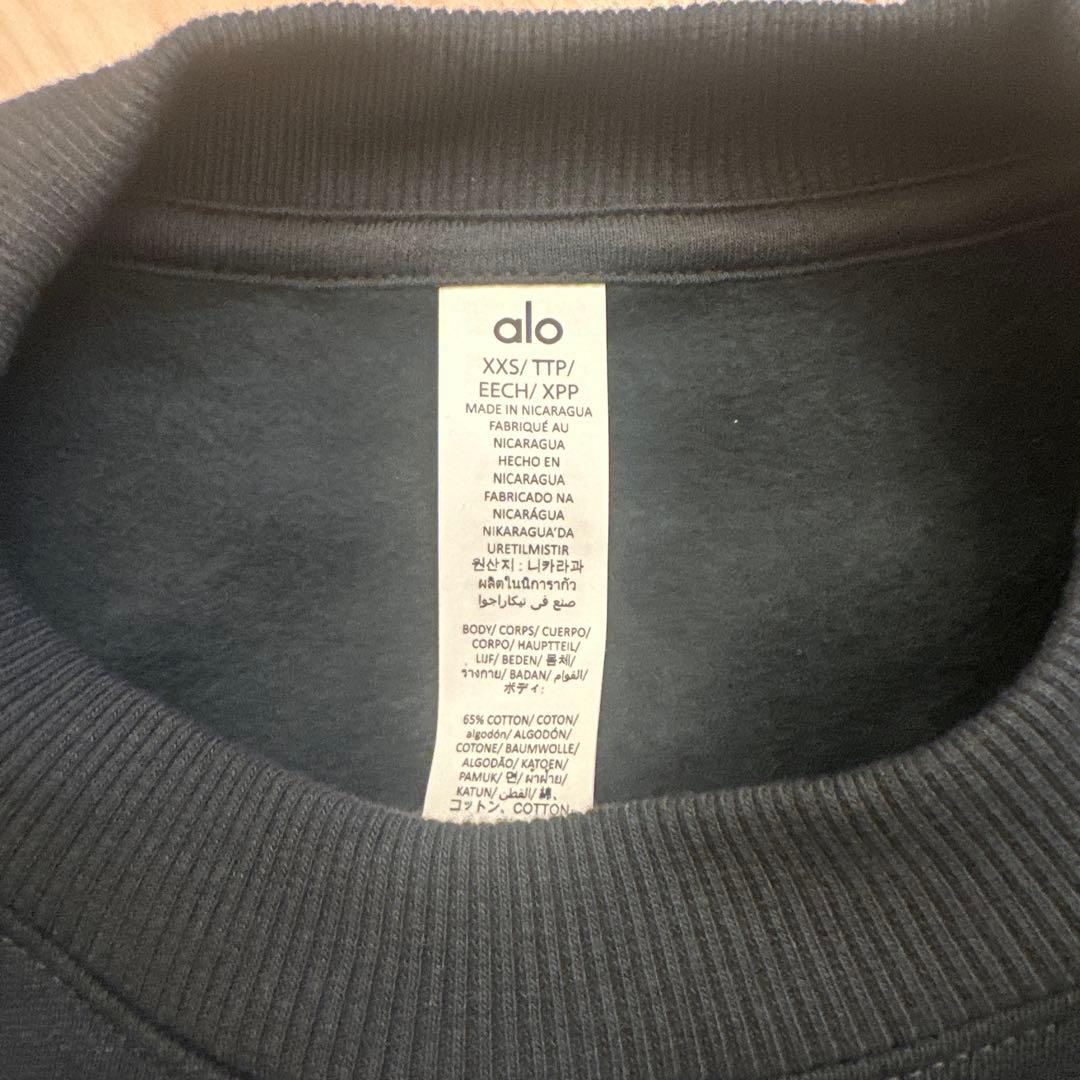 alo
XXS/ TTP/
EECH/ XPP
MADE IN NICARAGUA
FABRIQUÉ AU
NICARAGUA
HECHO EN
NICARAGUA
FABRICADO NA
NICARÁGUA
NIKARAGUA'DA
URETILMISTIR
원산지 : 니카라과
ผลิตในนิการากัว
صنع في نيكاراجوا
BODY/ CORPS/ CUERPO/
CORPO/ HAUPTTEIL/
LIJF/ BEDEN/ 몸체/
ร่างกาย/ BADAN/ القوام/
ボディ:
65% COTTON/ COTON/
algodón/ ALGODÓN/
COTONE/ BAUMWOLLE/
ALGODÃO/ KATOEN/
PAMUK/ 면/ ผ้าฝ้าย/
KATUN/ القطن/ 綿、
コットン、COTTON